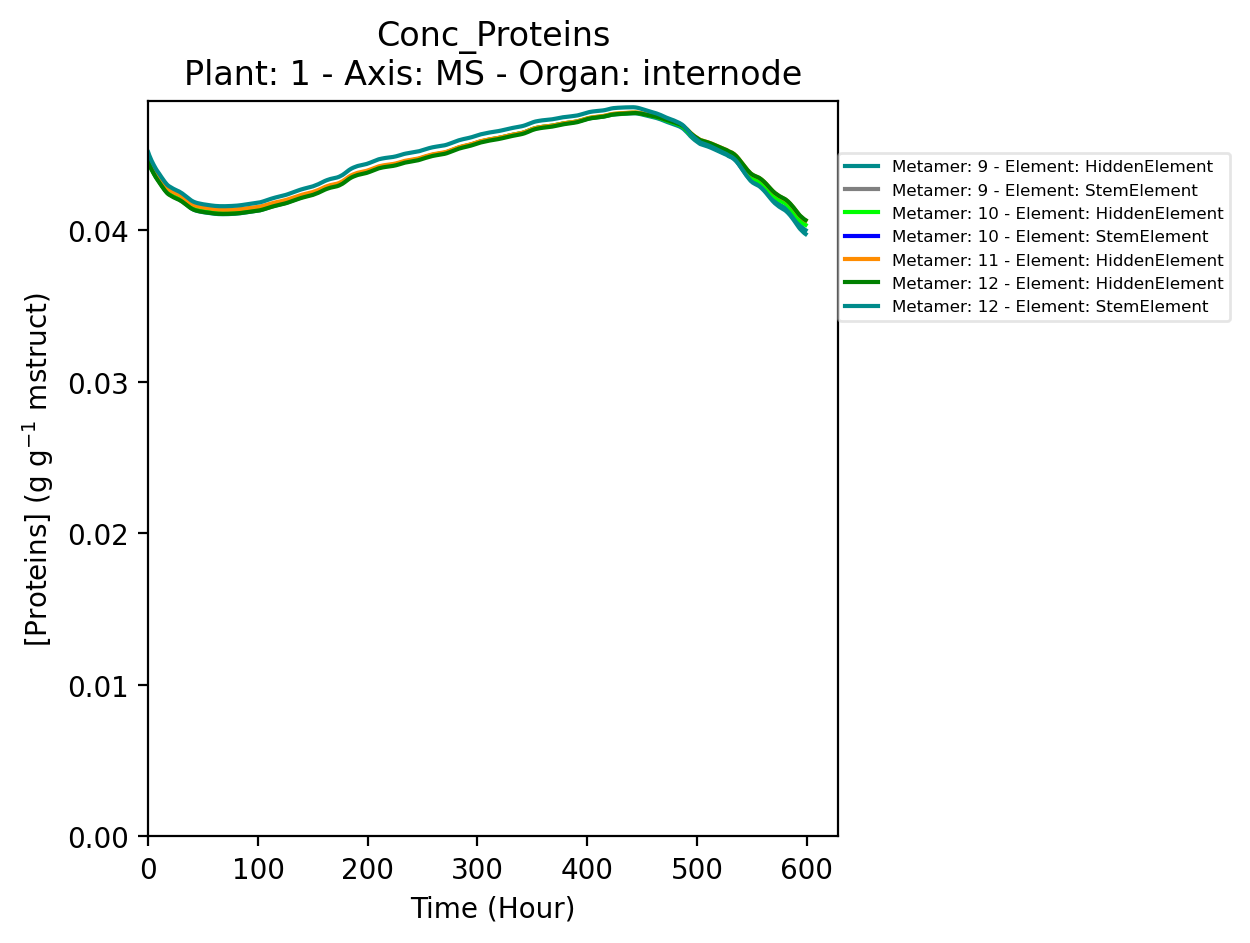 Conc_Proteins
Plant: 1 - Axis: MS - Organ: internode
[Proteins] (g g⁻¹ mstruct)
0.04
0.03
0.02
0.01
0.00
0 100 200 300 400 500 600
Time (Hour)
Metamer: 9 - Element: HiddenElement
Metamer: 9 - Element: StemElement
Metamer: 10 - Element: HiddenElement
Metamer: 10 - Element: StemElement
Metamer: 11 - Element: HiddenElement
Metamer: 12 - Element: HiddenElement
Metamer: 12 - Element: StemElement